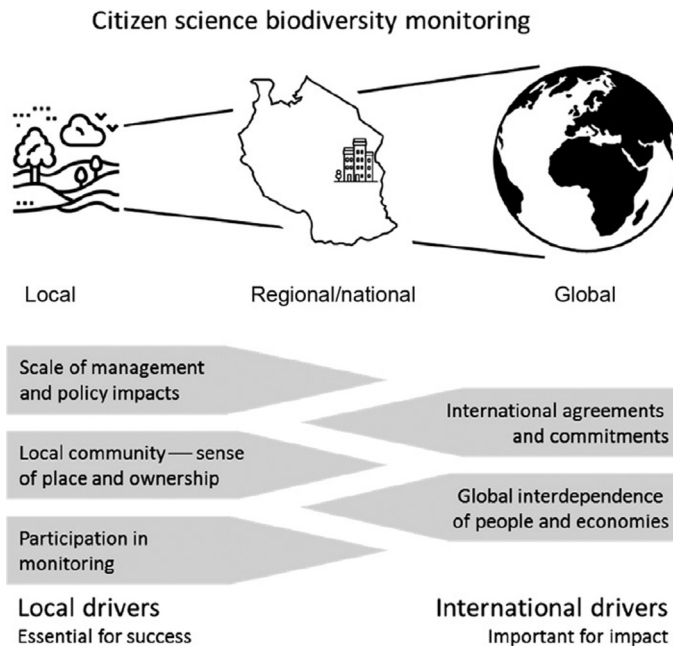 Citizen science biodiversity monitoring
Local
Regional/national
Global
Scale of management
and policy impacts
International agreements
and commitments
Local community — sense
of place and ownership
Global interdependence
of people and economies
Participation in
monitoring
Local drivers
Essential for success
International drivers
Important for impact